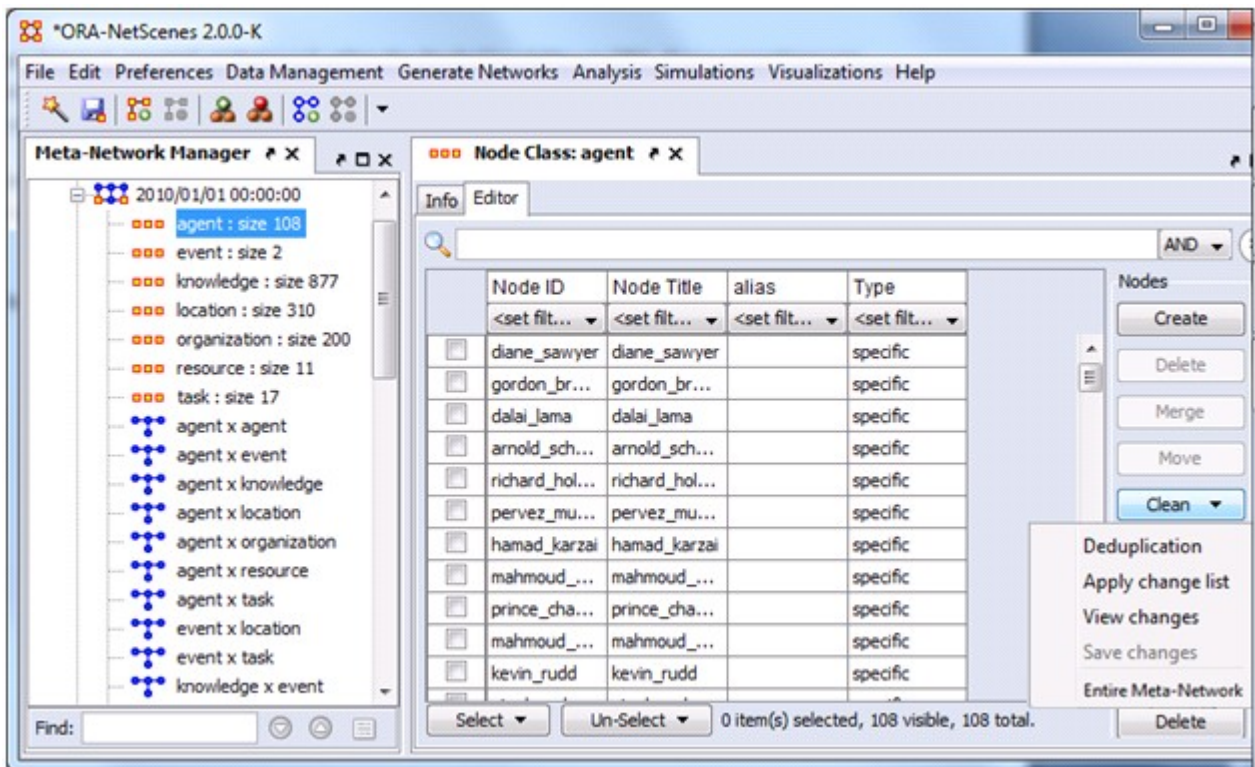 *ORA-NetScenes 2.0.0-K
File Edit Preferences Data Management Generate Networks Analysis Simulations Visualizations Help
Meta-Network Manager
2010/01/01 00:00:00
agent : size 108
event : size 2
knowledge : size 877
location : size 310
organization : size 200
resource : size 11
task : size 17
agent x agent
agent x event
agent x knowledge
agent x location
agent x organization
agent x resource
agent x task
event x location
event x task
knowledge x event
Find:
Node Class: agent
Info Editor
AND
Node ID Node Title alias Type
<set filt... <set filt... <set filt... <set filt...
diane_sawyer diane_sawyer specific
gordon_br... gordon_br... specific
dalai_lama dalai_lama specific
arnold_sch... arnold_sch... specific
richard_hol... richard_hol... specific
pervez_mu... pervez_mu... specific
hamad_karzai hamad_karzai specific
mahmoud_... mahmoud_... specific
prince_cha... prince_cha... specific
mahmoud_... mahmoud_... specific
kevin_rudd kevin_rudd specific
Select Un-Select 0 item(s) selected, 108 visible, 108 total.
Nodes
Create
Delete
Merge
Move
Clean
Deduplication
Apply change list
View changes
Save changes
Entire Meta-Network
Delete